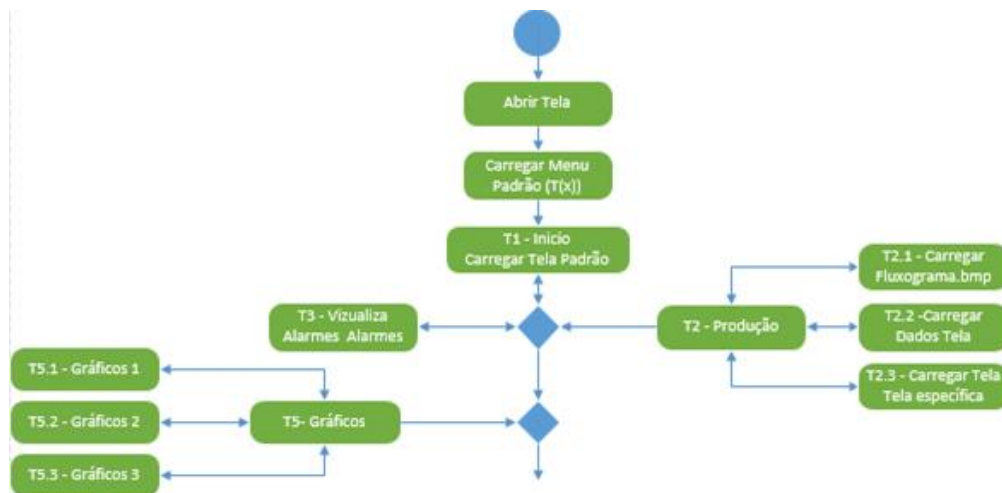 Abrir Tela
Carregar Menu
Padrão (T(x))
T1 - Inicio
Carregar Tela Padrão
T3 - Vizualiza
Alarmes Alarmes
T2 - Produção
T2.1 - Carregar
Fluxograma.bmp
T2.2 -Carregar
Dados Tela
T2.3 - Carregar Tela
Tela específica
T5.1 - Gráficos 1
T5.2 - Gráficos 2
T5- Gráficos
T5.3 - Gráficos 3